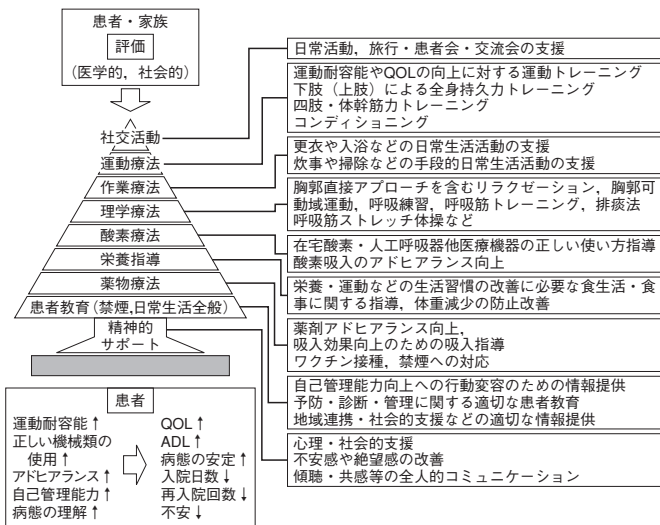 患者・家族
評価
(医学的，社会的)
社交活動
運動療法
作業療法
理学療法
酸素療法
栄養指導
薬物療法
患者教育(禁煙,日常生活全般)
精神的
サポート
日常活動，旅行・患者会・交流会の支援
運動耐容能やQOLの向上に対する運動トレーニング
下肢（上肢）による全身持久力トレーニング
四肢・体幹筋力トレーニング
コンディショニング
更衣や入浴などの日常生活活動の支援
炊事や掃除などの手段的日常生活活動の支援
胸郭直接アプローチを含むリラクゼーション，胸郭可
動域運動，呼吸練習，呼吸筋トレーニング，排痰法
呼吸筋ストレッチ体操など
在宅酸素・人工呼吸器他医療機器の正しい使い方指導
酸素吸入のアドヒアランス向上
栄養・運動などの生活習慣の改善に必要な食生活・食
事に関する指導，体重減少の防止改善
薬剤アドヒアランス向上，
吸入効果向上のための吸入指導
ワクチン接種，禁煙への対応
自己管理能力向上への行動変容のための情報提供
予防・診断・管理に関する適切な患者教育
地域連携・社会的支援などの適切な情報提供
心理・社会的支援
不安感や絶望感の改善
傾聴・共感等の全人的コミュニケーション
患者
運動耐容能↑
正しい機械類の
使用↑
アドヒアランス↑
自己管理能力↑
病態の理解↑
QOL↑
ADL↑
病態の安定↑
入院日数↓
再入院回数↓
不安↓